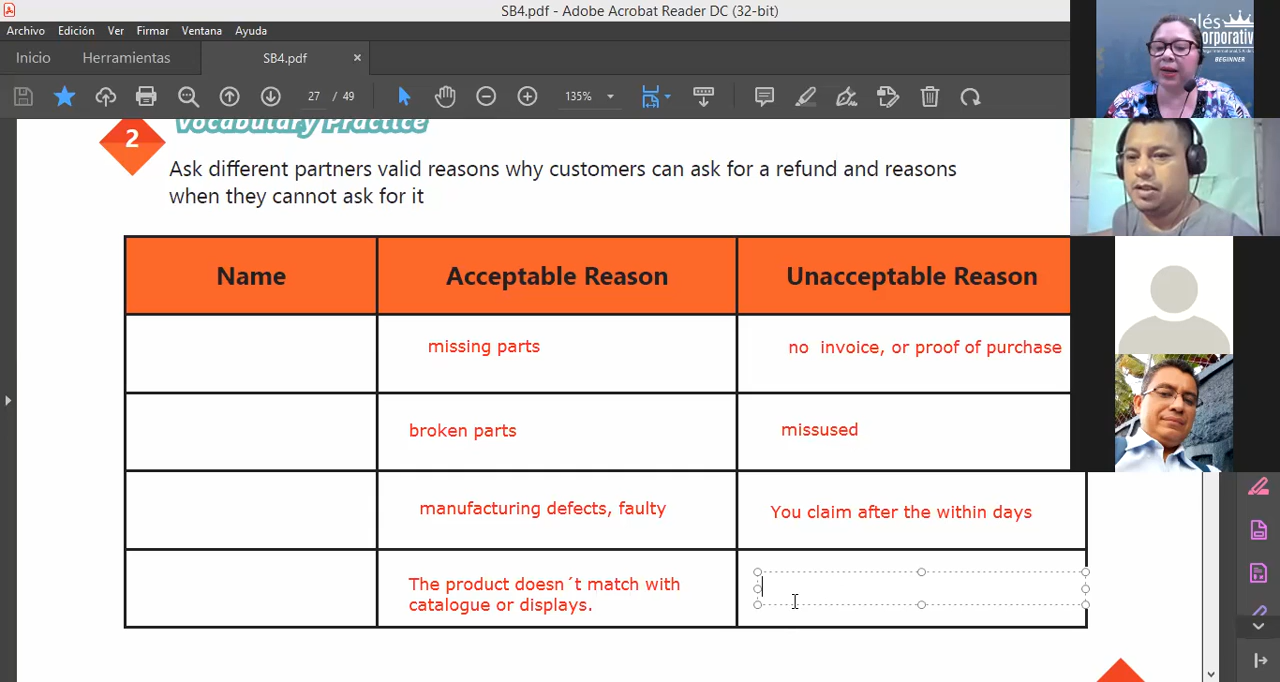 SB4.pdf - Adobe Acrobat Reader DC (32-bit)
Archivo Edición Ver Firmar Ventana Ayuda
Inicio Herramientas SB4.pdf ×
27 / 49 135%
2 Vocabulary Practice
Ask different partners valid reasons why customers can ask for a refund and reasons
when they cannot ask for it
Name Acceptable Reason Unacceptable Reason
missing parts no invoice, or proof of purchase
broken parts missused
manufacturing defects, faulty You claim after the within days
The product doesn´t match with
catalogue or displays.
BEGINNER